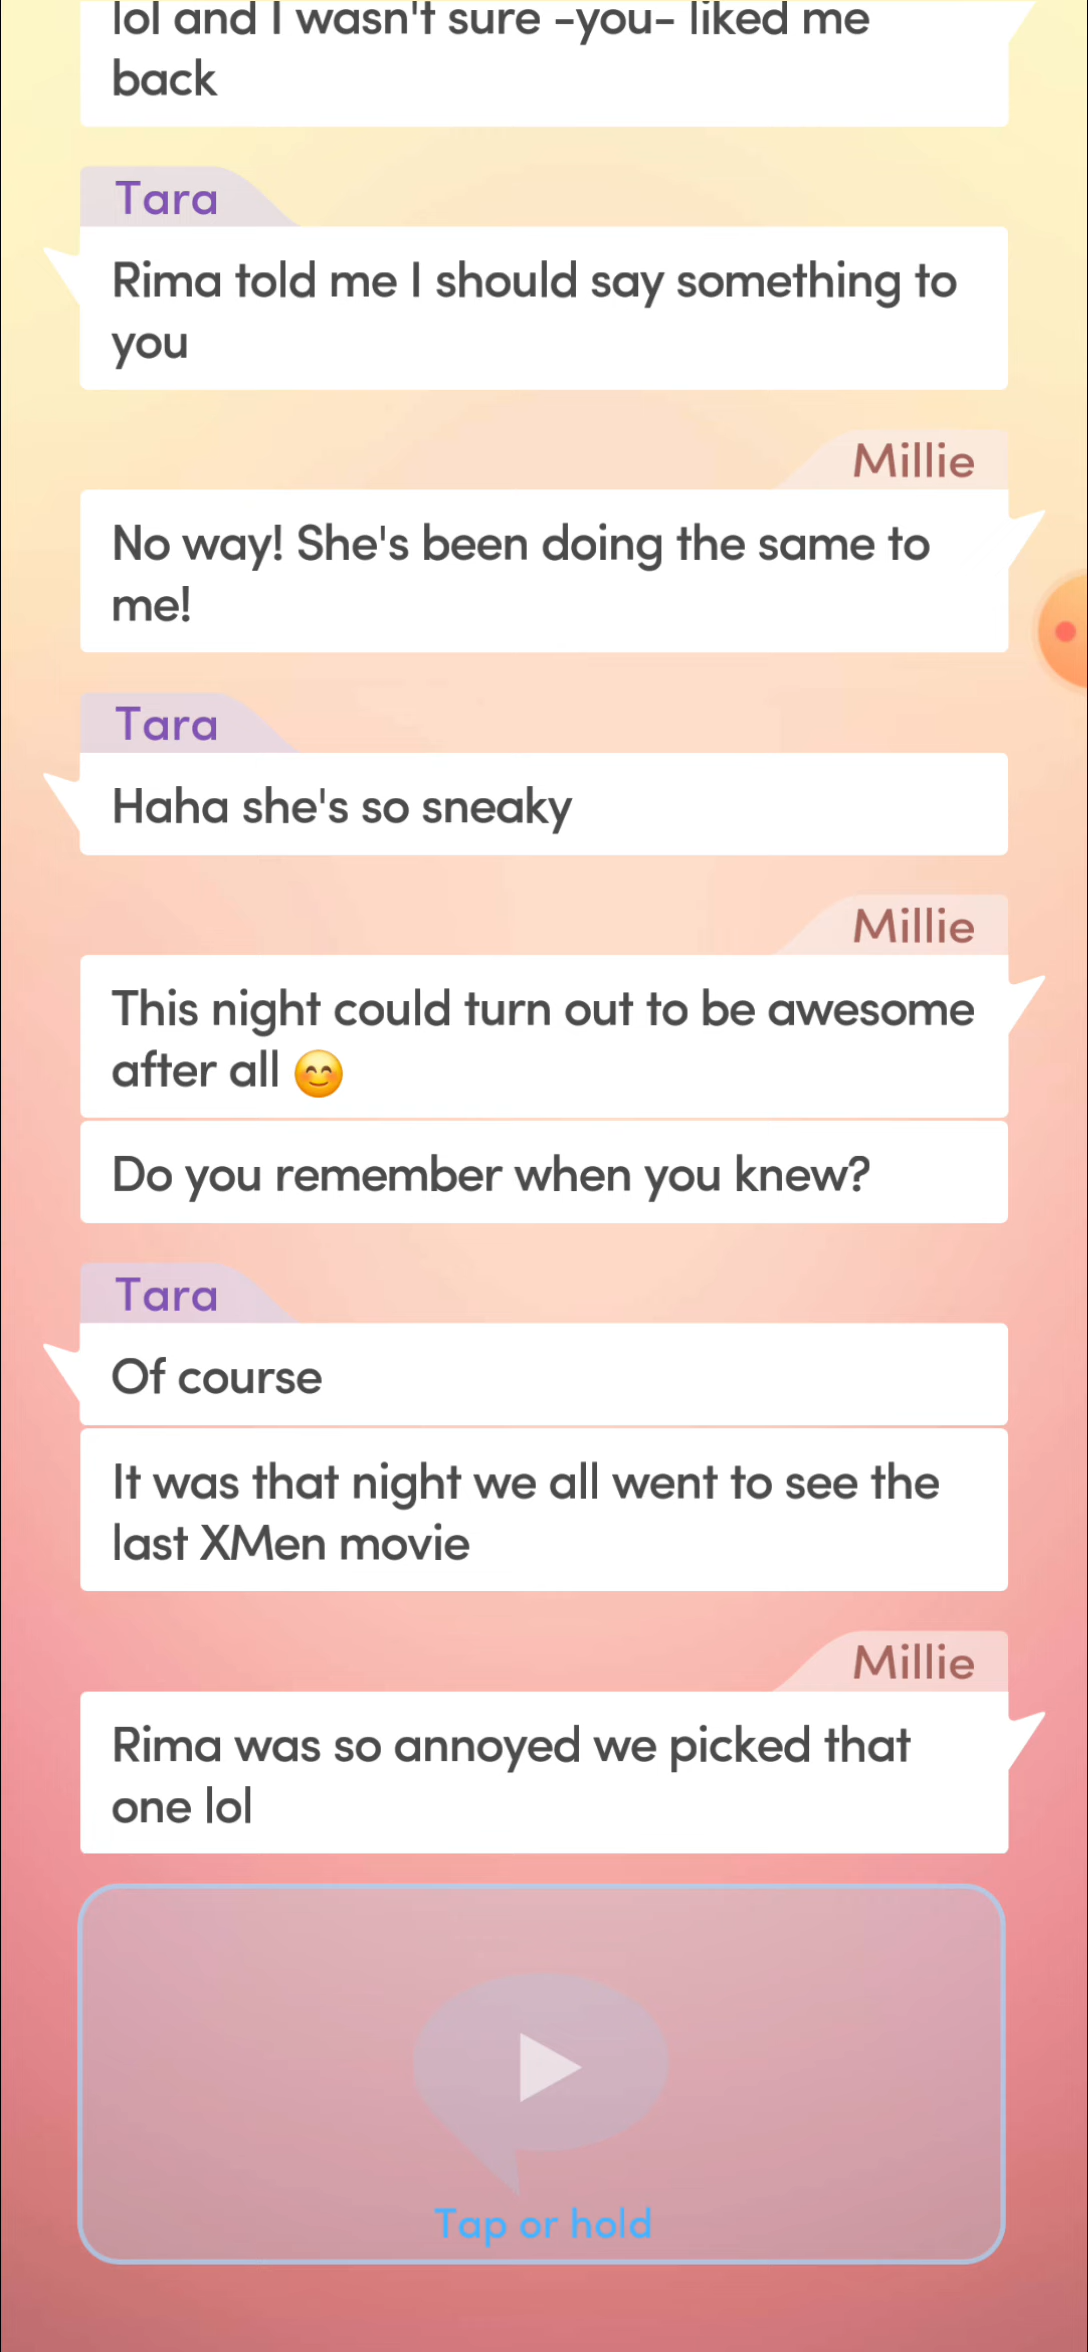 lol and I wasn't sure -you- liked me
back
Tara
Rima told me I should say something to
you
Millie
No way! She's been doing the same to
me!
Tara
Haha she's so sneaky
Millie
This night could turn out to be awesome
after all 😊
Do you remember when you knew?
Tara
Of course
It was that night we all went to see the
last XMen movie
Millie
Rima was so annoyed we picked that
one lol
Tap or hold